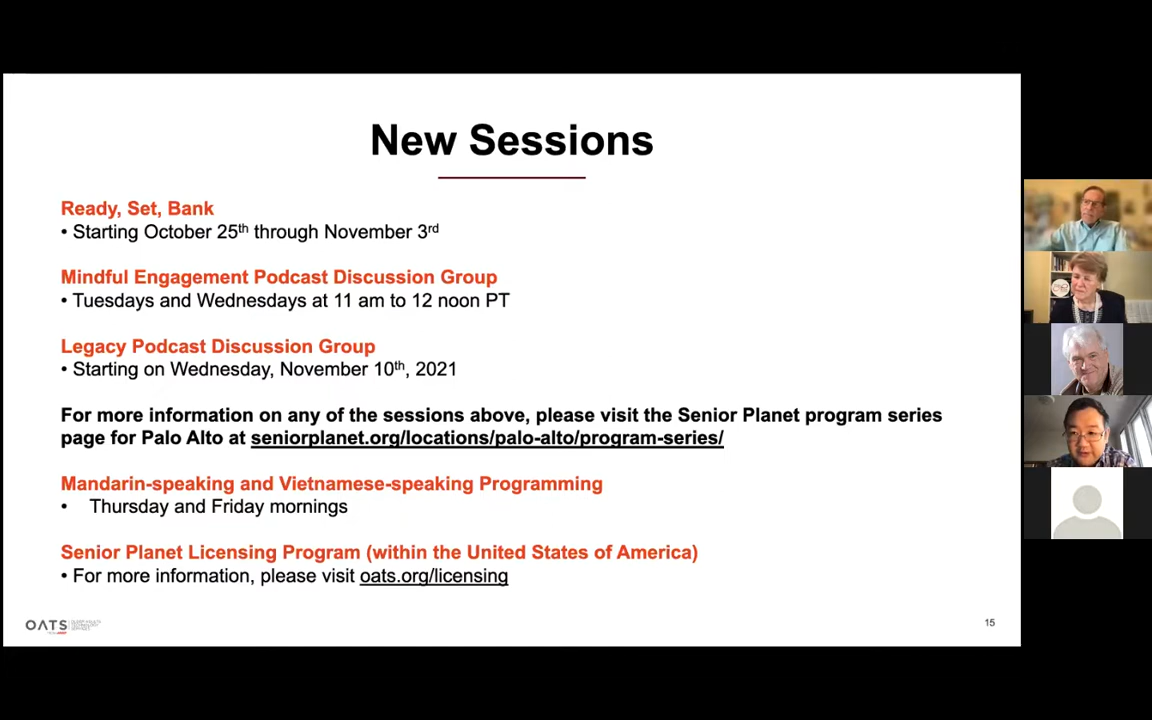 New Sessions
Ready, Set, Bank
• Starting October 25th through November 3rd
Mindful Engagement Podcast Discussion Group
• Tuesdays and Wednesdays at 11 am to 12 noon PT
Legacy Podcast Discussion Group
• Starting on Wednesday, November 10th, 2021
For more information on any of the sessions above, please visit the Senior Planet program series
page for Palo Alto at seniorplanet.org/locations/palo-alto/program-series/
Mandarin-speaking and Vietnamese-speaking Programming
• Thursday and Friday mornings
Senior Planet Licensing Program (within the United States of America)
• For more information, please visit oats.org/licensing
OATS
15